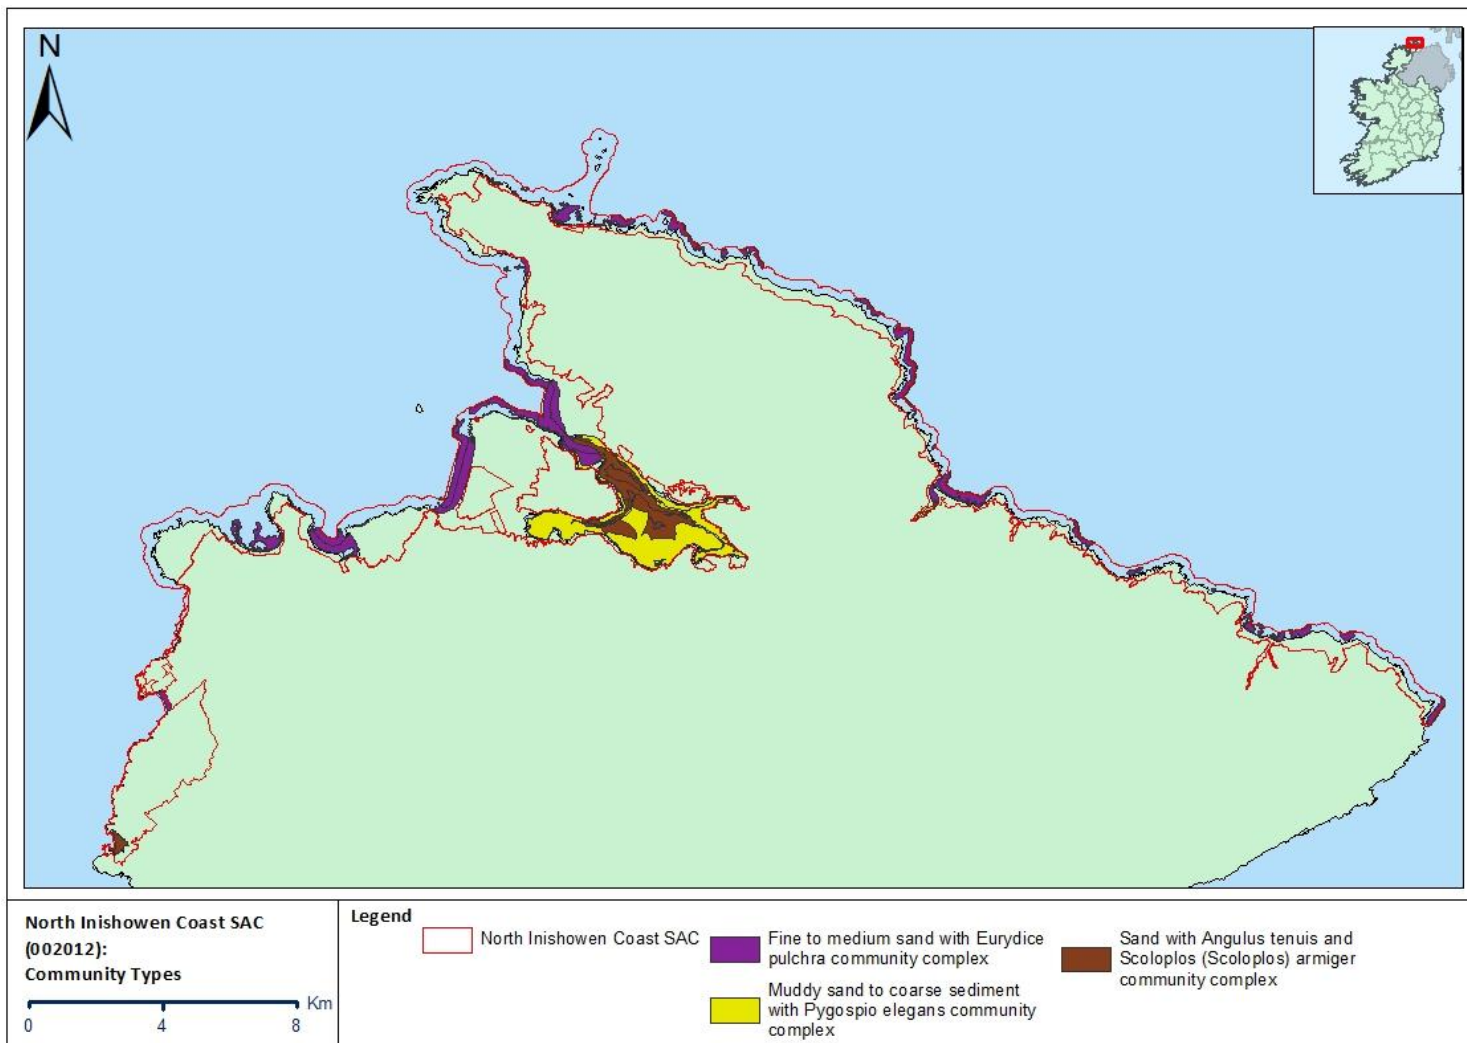 N
North Inishowen Coast SAC
(002012):
Community Types
Km
0 4 8
Legend
North Inishowen Coast SAC
Fine to medium sand with Eurydice
pulchra community complex
Muddy sand to coarse sediment
with Pygospio elegans community
complex
Sand with Angulus tenuis and
Scoloplos (Scoloplos) armiger
community complex